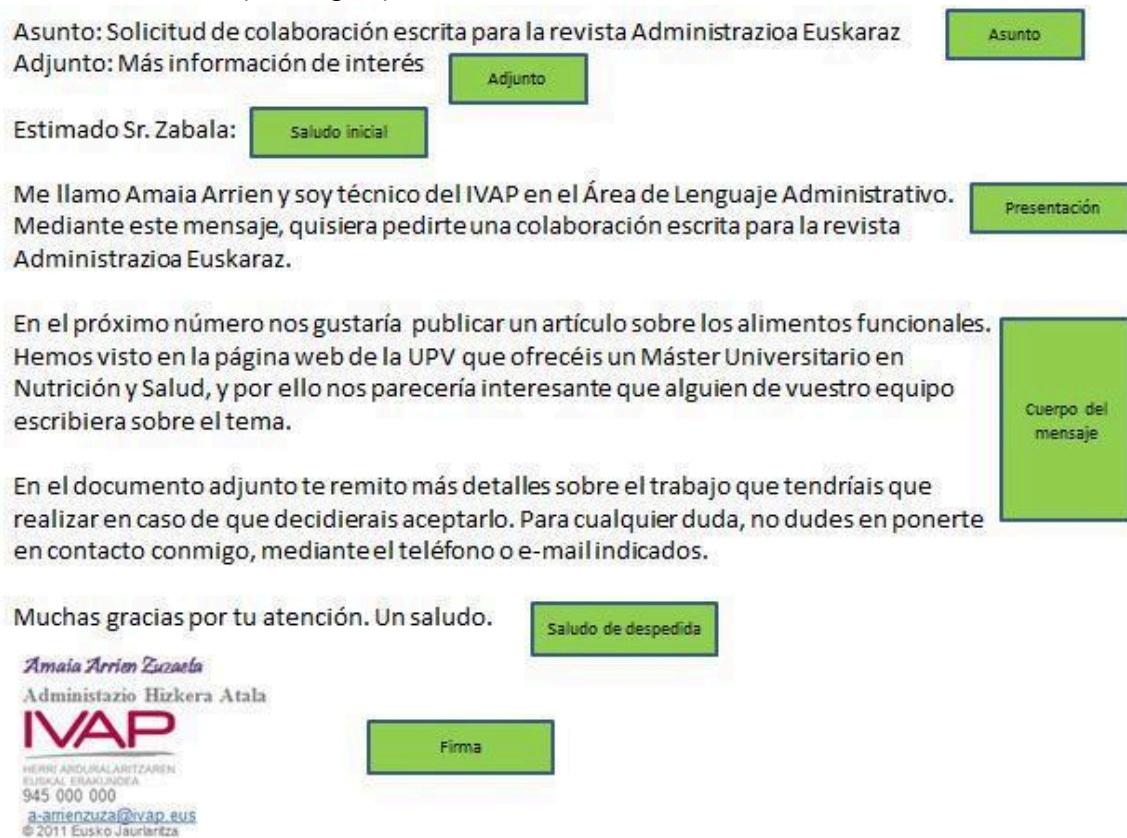 Asunto: Solicitud de colaboración escrita para la revista Administrazioa Euskaraz
Asunto
Adjunto: Más información de interés
Adjunto
Estimado Sr. Zabala:
Saludo inicial
Me llamo Amaia Arrien y soy técnico del IVAP en el Área de Lenguaje Administrativo.
Presentación
Mediante este mensaje, quisiera pedirte una colaboración escrita para la revista
Administrazioa Euskaraz.
En el próximo número nos gustaría publicar un artículo sobre los alimentos funcionales.
Hemos visto en la página web de la UPV que ofrecéis un Máster Universitario en
Nutrición y Salud, y por ello nos parecería interesante que alguien de vuestro equipo
escribiera sobre el tema.
Cuerpo del
mensaje
En el documento adjunto te remito más detalles sobre el trabajo que tendríais que
realizar en caso de que decidierais aceptarlo. Para cualquier duda, no dudes en ponerte
en contacto conmigo, mediante el teléfono o e-mail indicados.
Muchas gracias por tu atención. Un saludo.
Saludo de despedida
Amaia Arrien Zuzaeta
Administazio Hizkera Atala
IVAP
Firma
HERRI ARDURALARITZAREN
EUSKAL ERAKUNDEA
945 000 000
a-arrienzuza@ivap.eus
© 2011 Eusko Jaurlaritza